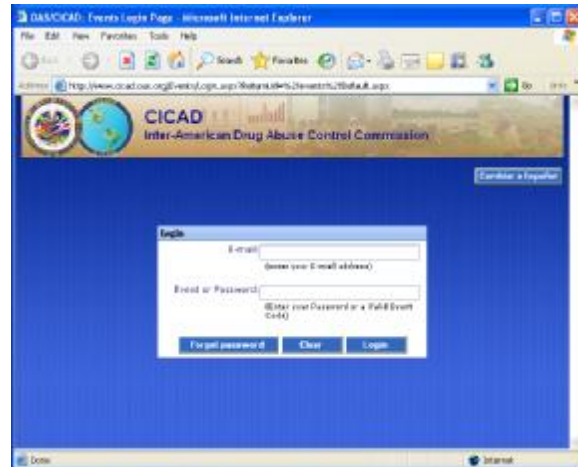 OAS/CICAD: Events Login Page - Microsoft Internet Explorer
File Edit View Favorites Tools Help
Search Favorites
Address Go
CICAD
Inter-American Drug Abuse Control Commission
Cambiar a Español
Login
E-mail
(enter your E-mail address)
Event or Password
(Enter your Password or a Valid Event
Code)
Forgot password Clear Login
Done Internet